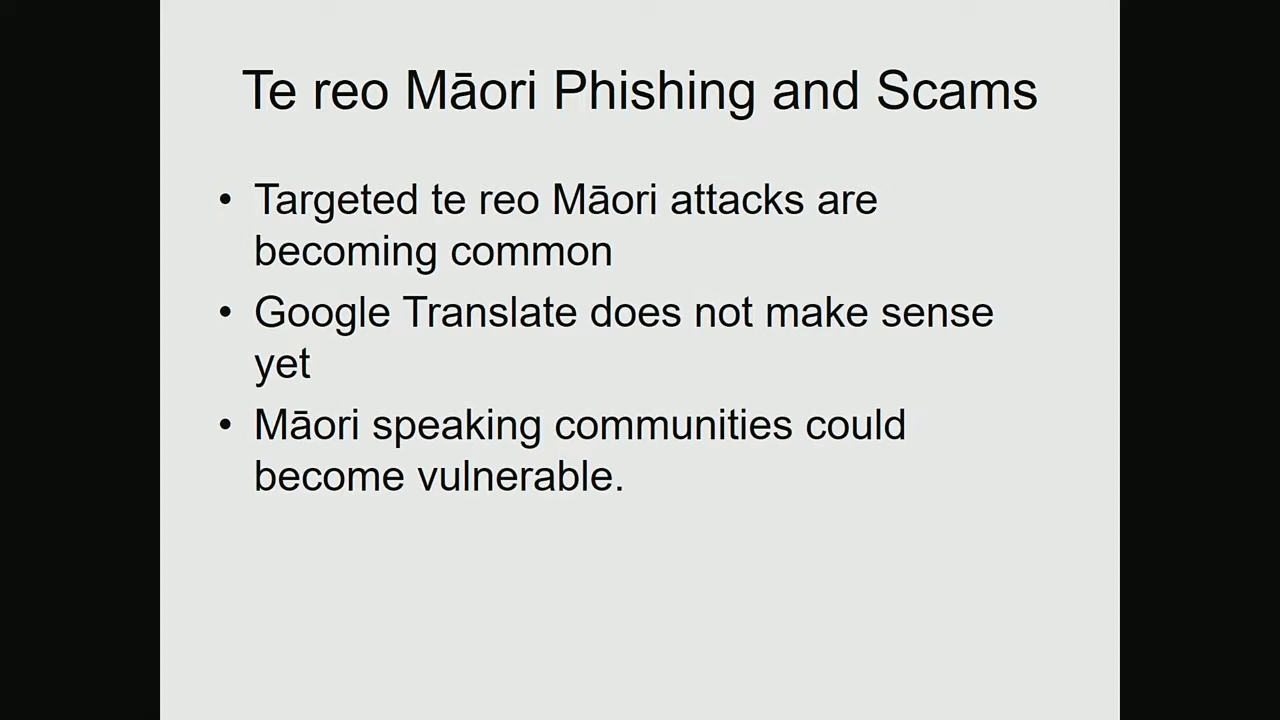 Te reo Māori Phishing and Scams
• Targeted te reo Māori attacks are
becoming common
• Google Translate does not make sense
yet
• Māori speaking communities could
become vulnerable.